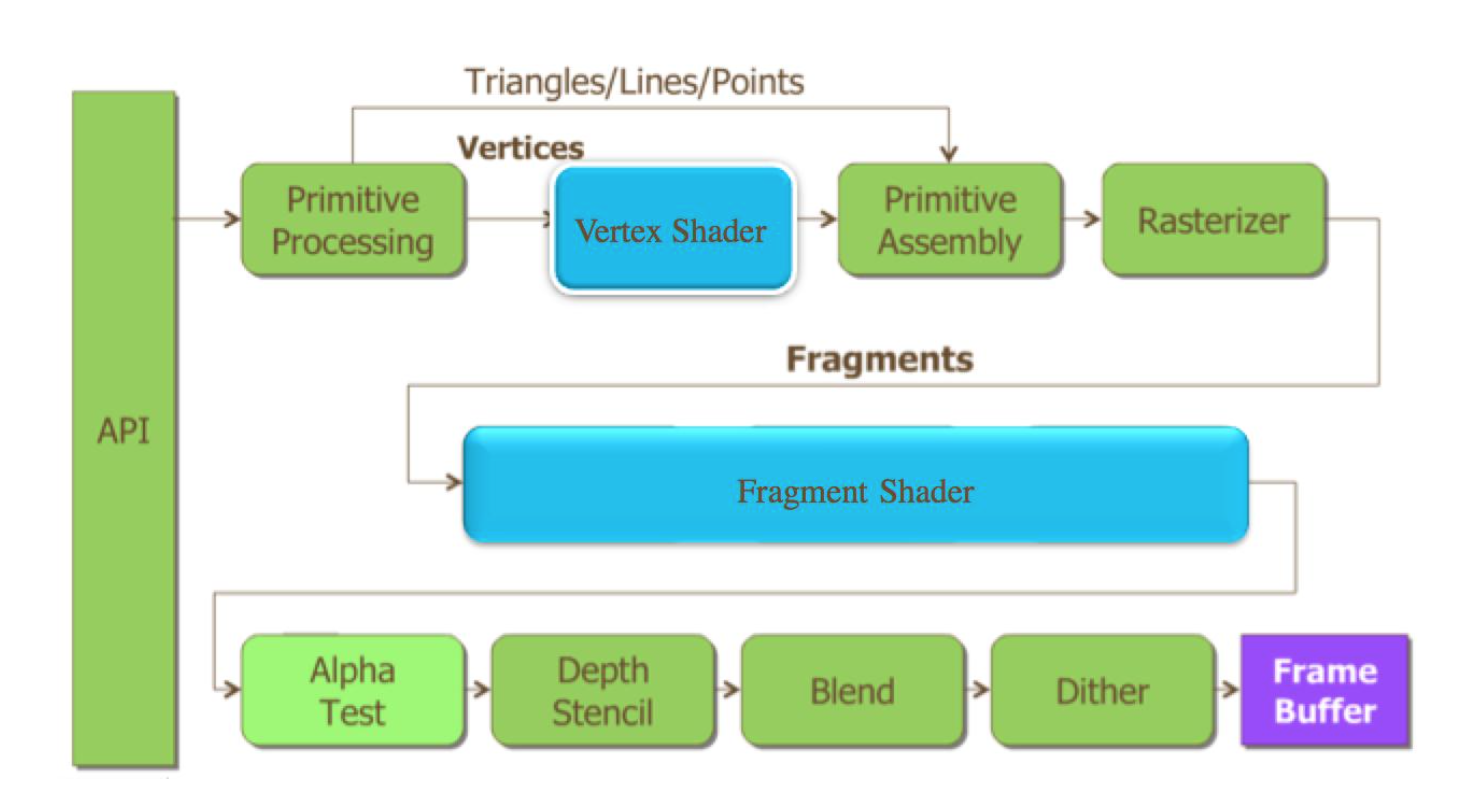 Triangles/Lines/Points
Vertices
Primitive
Processing
Vertex Shader
Primitive
Assembly
Rasterizer
Fragments
API
Fragment Shader
Alpha
Test
Depth
Stencil
Blend
Dither
Frame
Buffer